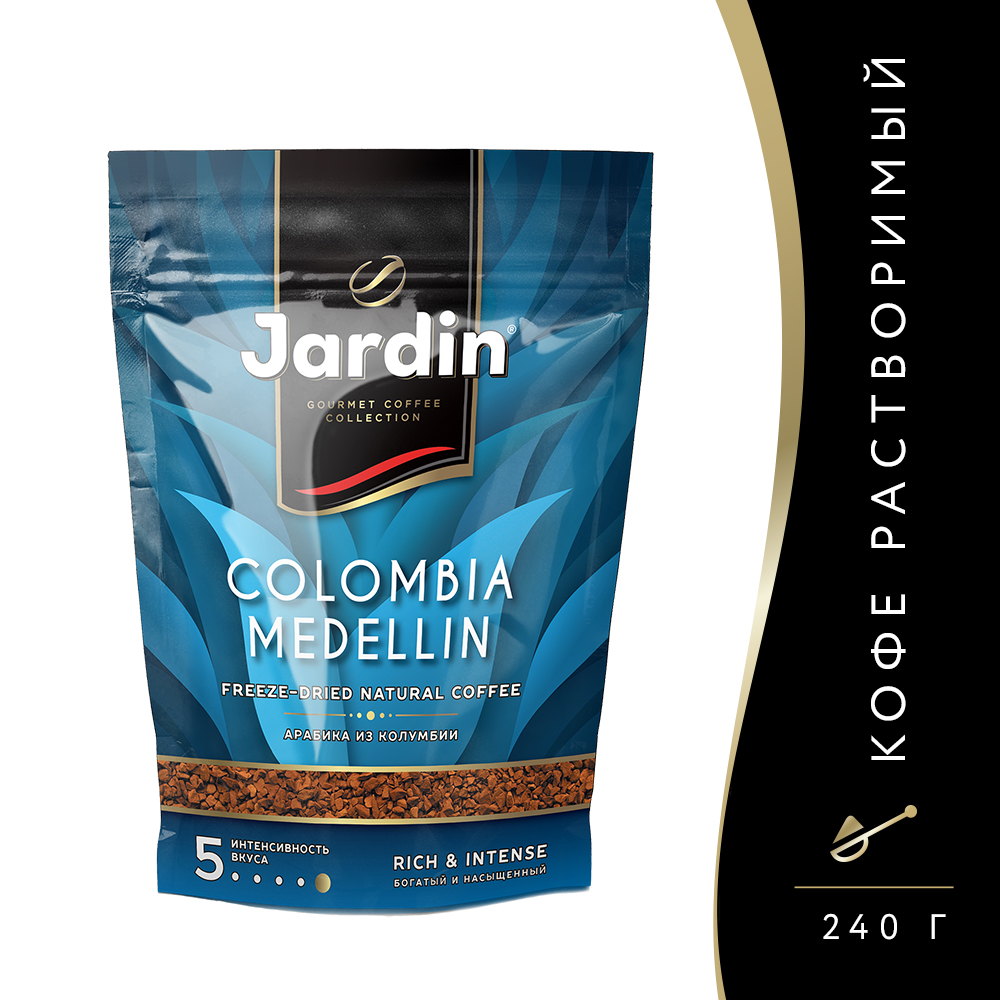 Jardin®
GOURMET COFFEE
COLLECTION
COLOMBIA
MEDELLIN
FREEZE-DRIED NATURAL COFFEE
АРАБИКА ИЗ КОЛУМБИИ
5 ИНТЕНСИВНОСТЬ
ВКУСА
RICH & INTENSE
БОГАТЫЙ И НАСЫЩЕННЫЙ
КОФЕ РАСТВОРИМЫЙ
240 Г